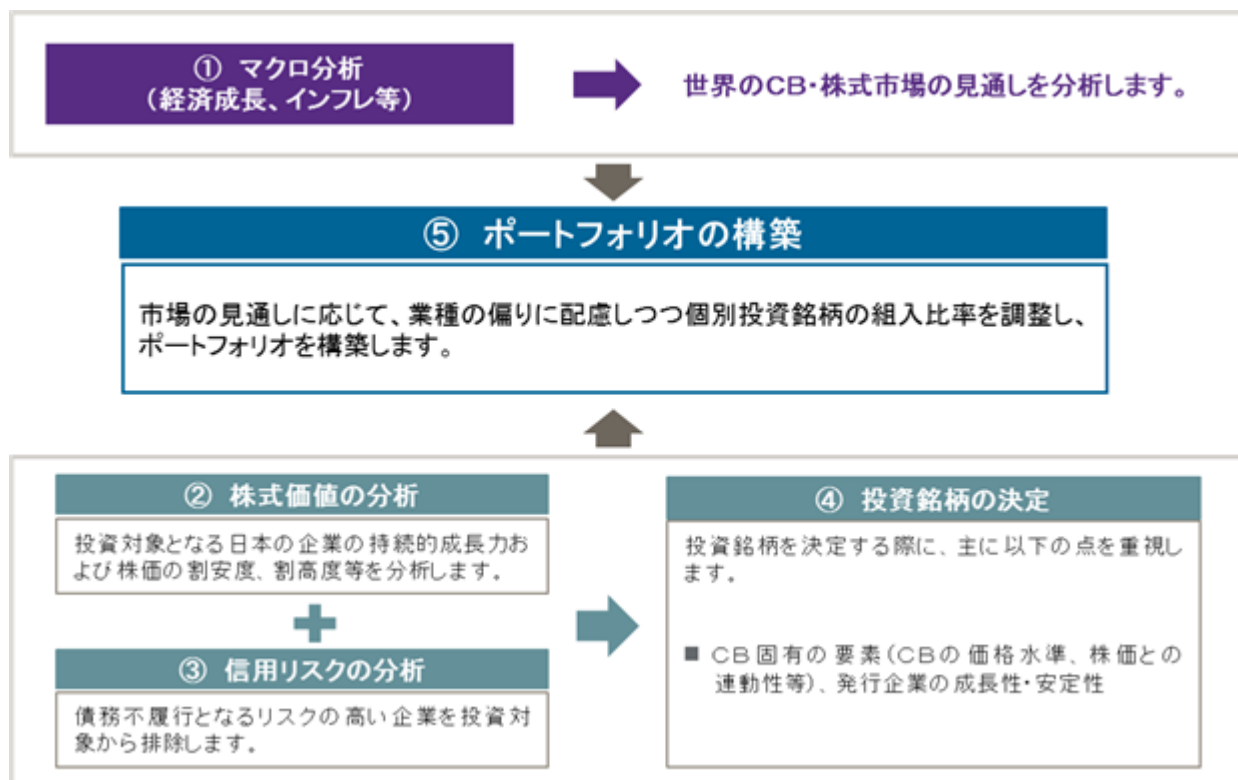 ① マクロ分析
（経済成長、インフレ等）
世界のCB・株式市場の見通しを分析します。
⑤ ポートフォリオの構築
市場の見通しに応じて、業種の偏りに配慮しつつ個別投資銘柄の組入比率を調整し、
ポートフォリオを構築します。
② 株式価値の分析
投資対象となる日本の企業の持続的成長力お
よび株価の割安度、割高度等を分析します。
③ 信用リスクの分析
債務不履行となるリスクの高い企業を投資対
象から排除します。
④ 投資銘柄の決定
投資銘柄を決定する際に、主に以下の点を重視し
ます。
■ ＣＢ固有の要素（ＣＢの価格水準、株価との
連動性等）、発行企業の成長性・安定性